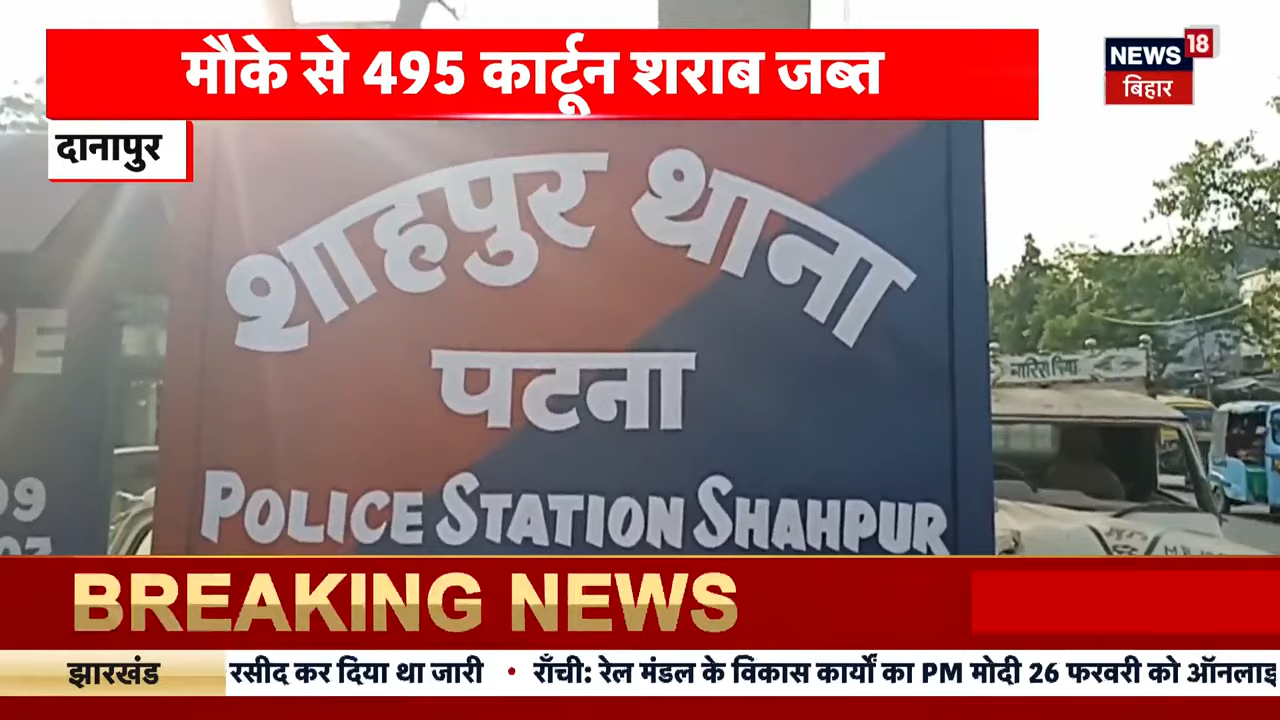 मौके से 495 कार्टून शराब जब्त
NEWS 18
बिहार
दानापुर
शाहपुर थाना
पटना
POLICE STATION SHAHPUR
BREAKING NEWS
झारखंड
रसीद कर दिया था जारी • राँची: रेल मंडल के विकास कार्यों का PM मोदी 26 फरवरी को ऑनलाइ